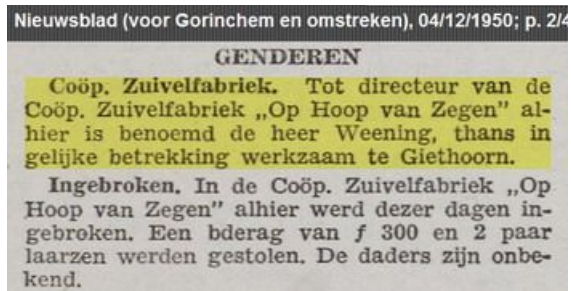 Nieuwsblad (voor Gorinchem en omstreken), 04/12/1950; p. 2/4
GENDEREN
Coöp. Zuivelfabriek. Tot directeur van de
Coöp. Zuivelfabriek „Op Hoop van Zegen” al-
hier is benoemd de heer Weening, thans in
gelijke betrekking werkzaam te Giethoorn.
Ingebroken. In de Coöp. Zuivelfabriek „Op
Hoop van Zegen” alhier werd dezer dagen in-
gebroken. Een bderag van f 300 en 2 paar
laarzen werden gestolen. De daders zijn onbe-
kend.